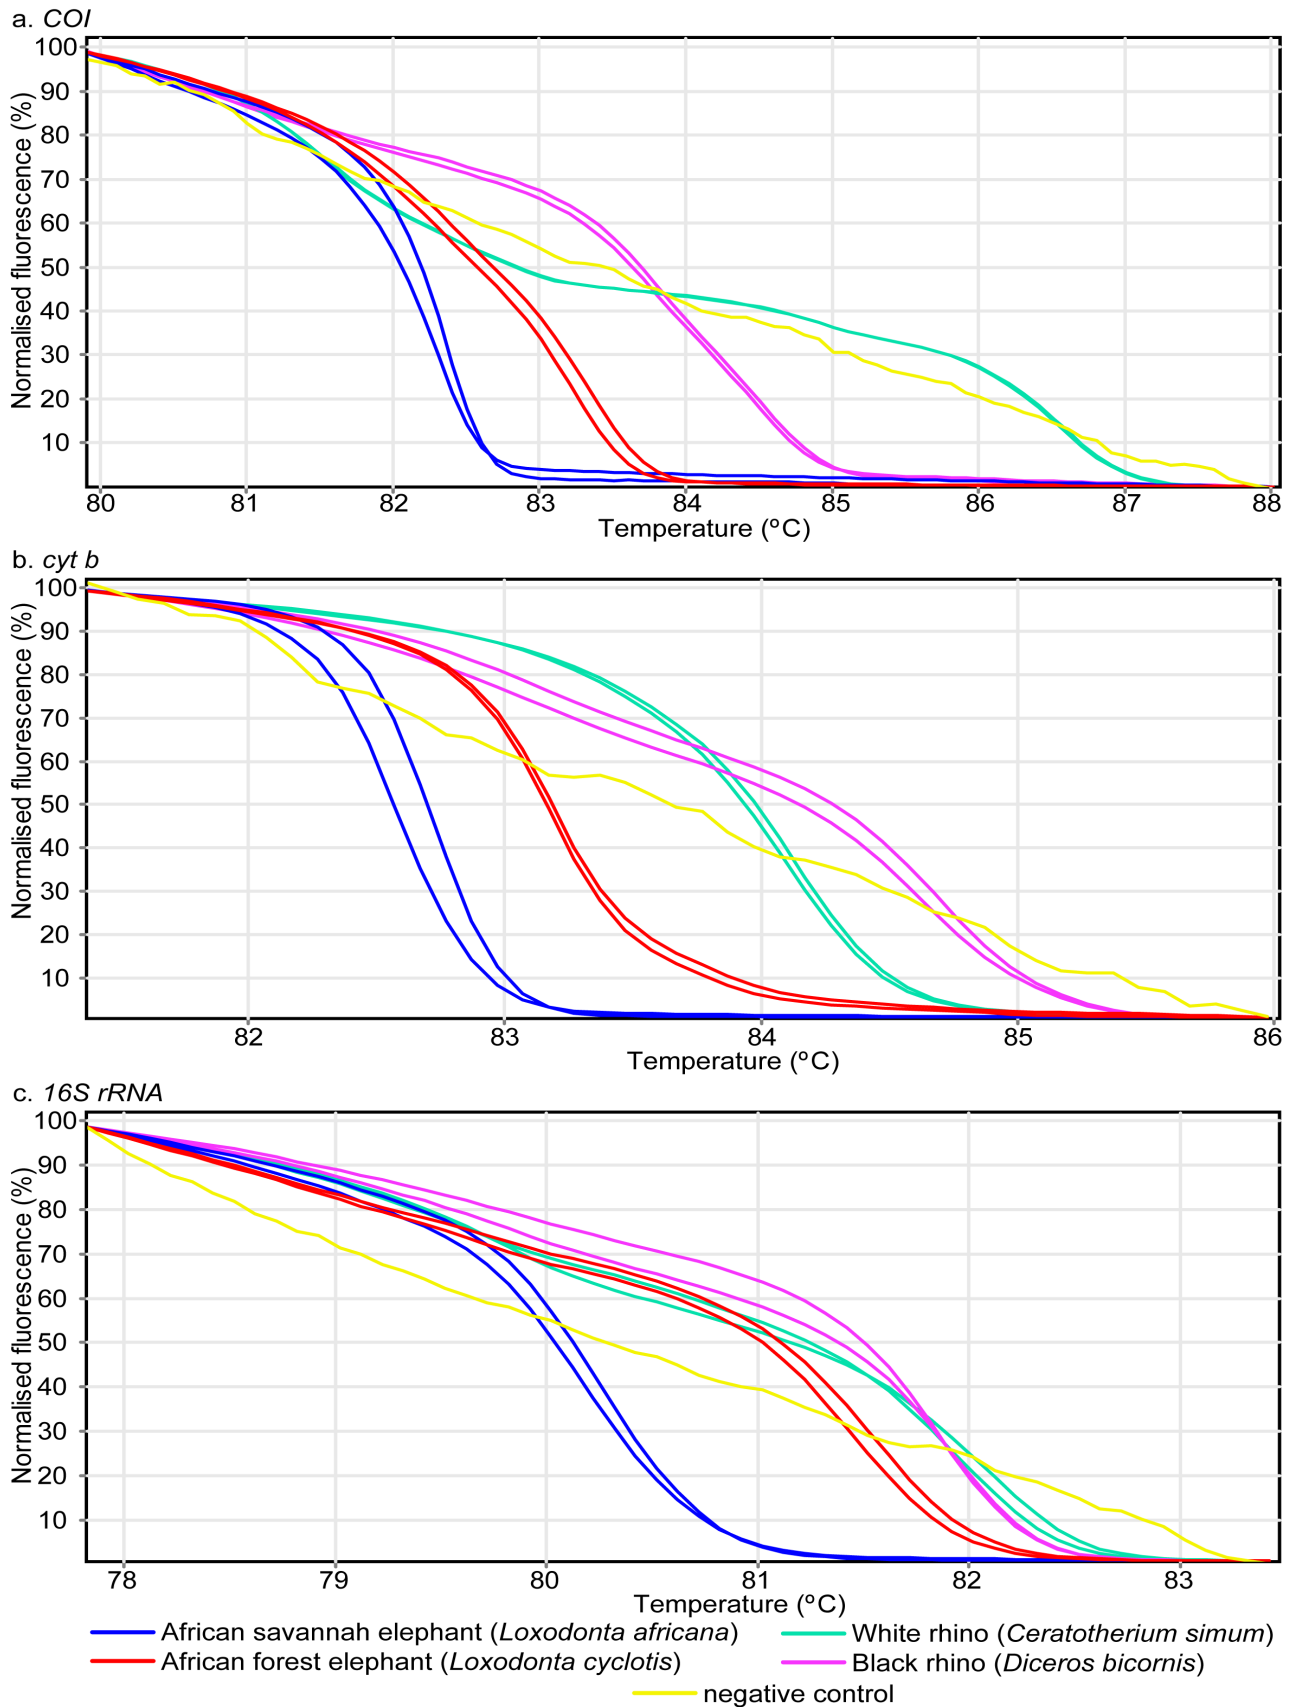 a. COI
Normalised fluorescence (%)
100
90
80
70
60
50
40
30
20
10
80 81 82 83 84 85 86 87 88
Temperature (°C)
b. cyt b
Normalised fluorescence (%)
100
90
80
70
60
50
40
30
20
10
82 83 84 85 86
Temperature (°C)
c. 16S rRNA
Normalised fluorescence (%)
100
90
80
70
60
50
40
30
20
10
78 79 80 81 82 83
Temperature (°C)
African savannah elephant (Loxodonta africana)
White rhino (Ceratotherium simum)
African forest elephant (Loxodonta cyclotis)
Black rhino (Diceros bicornis)
negative control